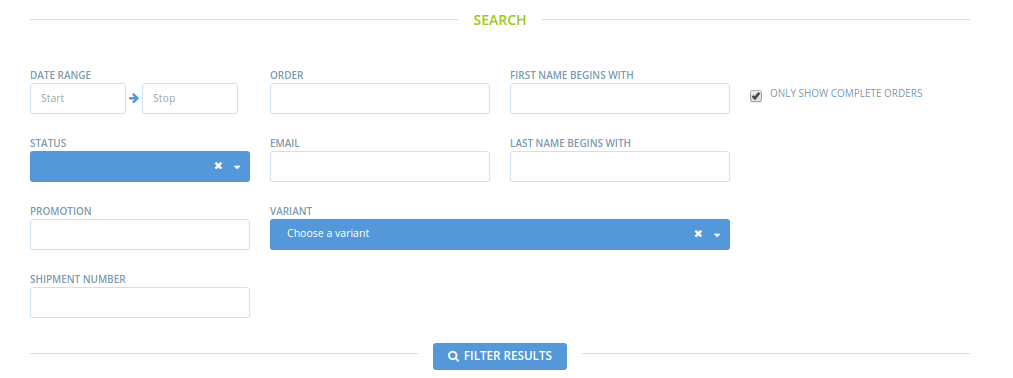 SEARCH
DATE RANGE
Start
Stop
ORDER
FIRST NAME BEGINS WITH
ONLY SHOW COMPLETE ORDERS
STATUS
EMAIL
LAST NAME BEGINS WITH
PROMOTION
VARIANT
Choose a variant
SHIPMENT NUMBER
FILTER RESULTS